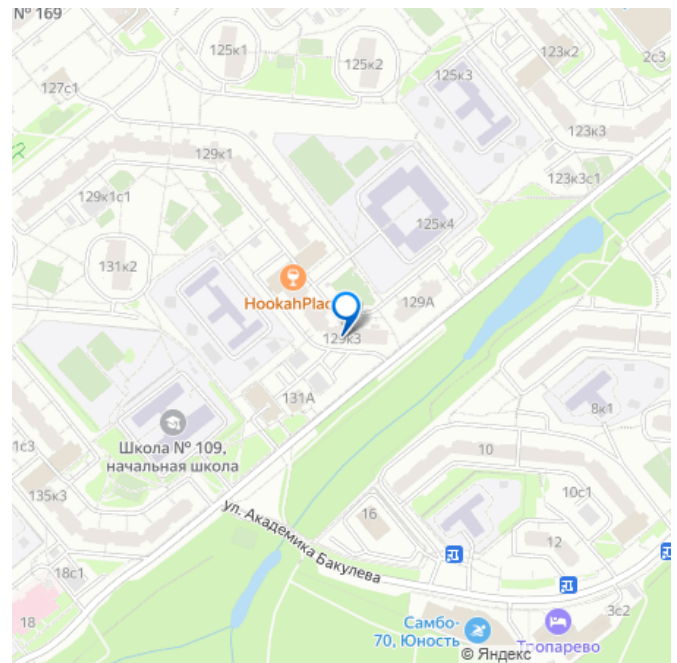 № 169
125к1
125к2
123к2
2с3
127с1
125к3
129к1
123к3
129к1с1
123к3с1
125к4
131к2
HookahPlac
129А
129к3
131А
8к1
Школа № 109,
начальная школа
1с3
10
135к3
10с1
ул. Академика Бакулева
16
12
18с1
3с2
18
Самбо-
70, Юность
Тропарево
© Яндекс